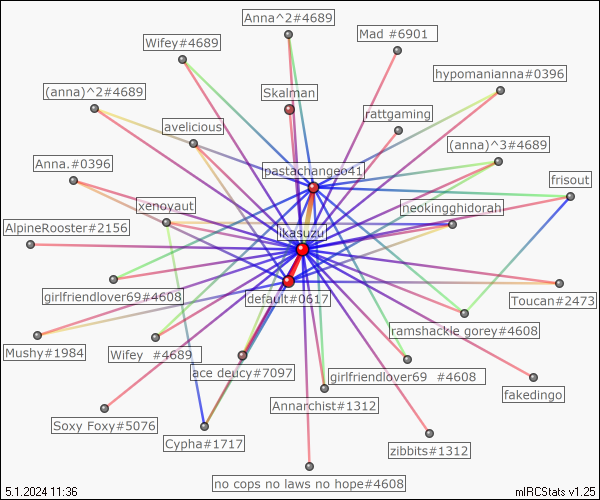 Anna^2#4689
Mad #6901
Wifey#4689
hypomanianna#0396
(anna)^2#4689
Skalman
rattgaming
avelicious
(anna)^3#4689
Anna.#0396
pastachangeo41
frisout
xenoyaut
neokingghidorah
AlpineRooster#2156
ikasuzu
girlfriendlover69#4608
default#0617
Toucan#2473
ramshackle gorey#4608
Mushy#1984
Wifey  #4689
ace deucy#7097
girlfriendlover69  #4608
fakedingo
Annarchist#1312
Soxy Foxy#5076
Cypha#1717
zibbits#1312
no cops no laws no hope#4608
5.1.2024 11:36
mIRCStats v1.25